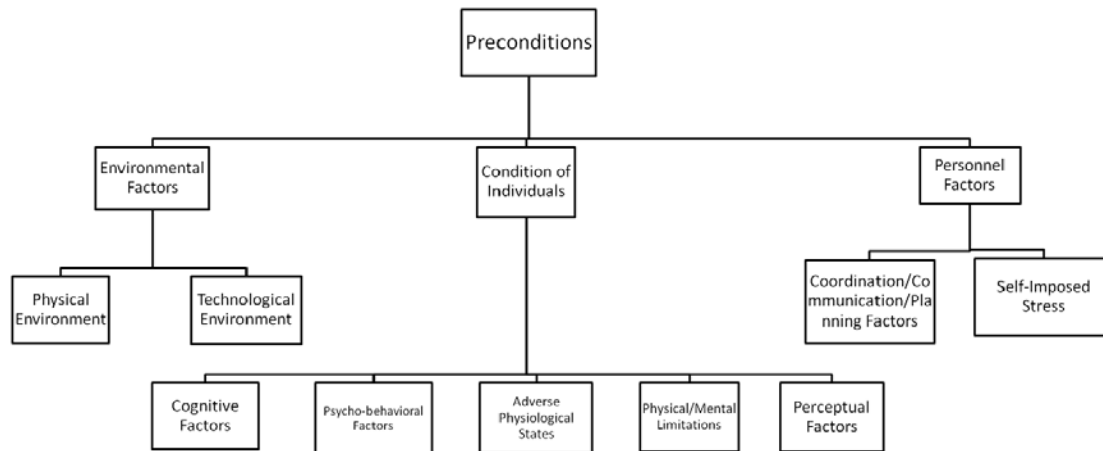 Preconditions
Environmental
Factors
Condition of
Individuals
Personnel
Factors
Physical
Environment
Technological
Environment
Coordination/Co
mmunication/Pla
nning Factors
Self-Imposed
Stress
Cognitive
Factors
Psycho-behavioral
Factors
Adverse
Physiological
States
Physical/Mental
Limitations
Perceptual
Factors